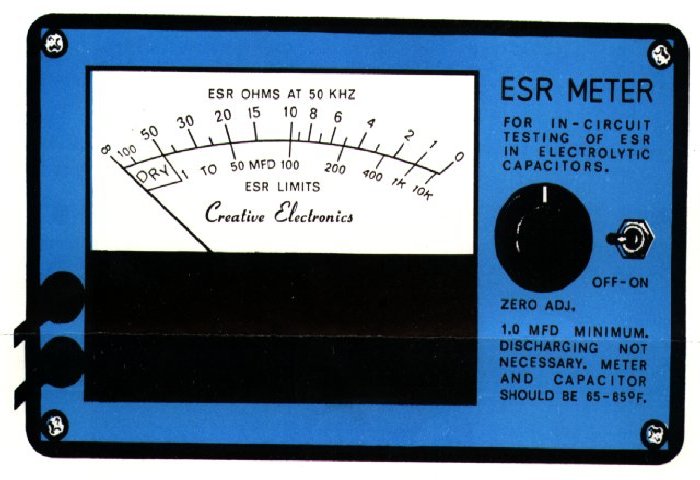 ESR OHMS AT 50 KHZ
∞ 100 50 30 20 15 10 8 6 4 2 1 0
DRY 1 TO 50 MFD 100 200 400 1K 10K
ESR LIMITS
Creative Electronics
ESR METER
FOR IN-CIRCUIT
TESTING OF ESR
IN ELECTROLYTIC
CAPACITORS.
OFF-ON
ZERO ADJ.
1.0 MFD MINIMUM.
DISCHARGING NOT
NECESSARY. METER
AND CAPACITOR
SHOULD BE 65-85ºF.